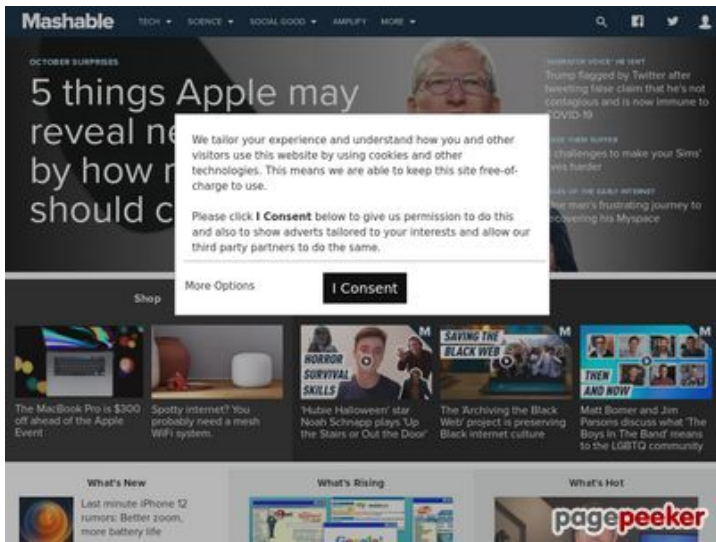 Mashable
TECH SCIENCE SOCIAL GOOD AMPLIFY MORE
OCTOBER SURPRISES
5 things Apple may
reveal ne
by how
should c
Trump flagged by Twitter after
tweeting false claim that he's not
contagious and is now immune to
COVID-19
challenges to make your Sims'
harder
man's frustrating journey to
recovering his Myspace
We tailor your experience and understand how you and other
visitors use this website by using cookies and other
technologies. This means we are able to keep this site free-of-
charge to use.
Please click I Consent below to give us permission to do this
and also to show adverts tailored to your interests and allow our
third party partners to do the same.
More Options
I Consent
Shop
HORROR
SURVIVAL
SKILLS
SAVING THE
BLACK WEB
THEN
AND NOW
The MacBook Pro is $300
off ahead of the Apple
Event
Spotty internet? You
probably need a mesh
WiFi system.
'Hubie Halloween' star
Noah Schnapp plays 'Up
the Stairs or Out the Door'
The 'Archiving the Black
Web' project is preserving
Black internet culture
Matt Bomer and Jim
Parsons discuss what 'The
Boys In The Band' means
to the LGBTQ community
What's New
What's Rising
What's Hot
Last minute iPhone 12
rumors: Better zoom,
more battery life
pagepeeker